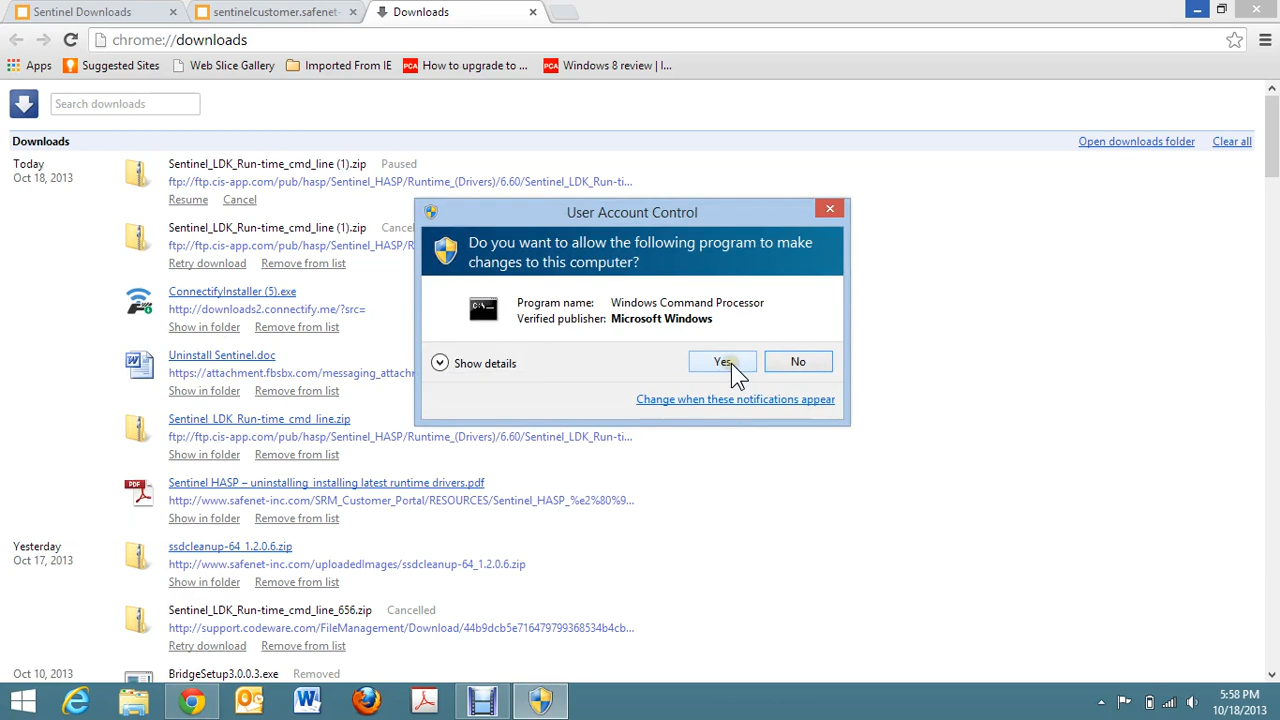 Sentinel Downloads
sentinelcustomer.safenet-
Downloads
chrome://downloads
Apps
Suggested Sites
Web Slice Gallery
Imported From IE
How to upgrade to ...
Windows 8 review | I...
Search downloads
Downloads
Open downloads folder
Clear all
Today
Oct 18, 2013
Sentinel_LDK_Run-time_cmd_line (1).zip Paused
ftp://ftp.cis-app.com/pub/hasp/Sentinel_HASP/Runtime_(Drivers)/6.60/Sentinel_LDK_Run-ti...
Resume Cancel
Sentinel_LDK_Run-time_cmd_line (1).zip Cance
ftp://ftp.cis-app.com/pub/hasp/Sentinel_HASP/R
Retry download Remove from list
ConnectifyInstaller (5).exe
http://downloads2.connectify.me/?src=
Show in folder Remove from list
Uninstall Sentinel.doc
https://attachment.fbsbx.com/messaging_attach
Show in folder Remove from list
Sentinel_LDK_Run-time_cmd_line.zip
ftp://ftp.cis-app.com/pub/hasp/Sentinel_HASP/Runtime_(Drivers)/6.60/Sentinel_LDK_Run-ti...
Show in folder Remove from list
Sentinel HASP – uninstalling_installing latest runtime drivers.pdf
http://www.safenet-inc.com/SRM_Customer_Portal/RESOURCES/Sentinel_HASP_%e2%80%9...
Show in folder Remove from list
Yesterday
Oct 17, 2013
ssdcleanup-64_1.2.0.6.zip
http://www.safenet-inc.com/uploadedImages/ssdcleanup-64_1.2.0.6.zip
Show in folder Remove from list
Sentinel_LDK_Run-time_cmd_line_656.zip Cancelled
http://support.codeware.com/FileManagement/Download/44b9dcb5e716479799368534b4cb...
Retry download Remove from list
Oct 10, 2013
BridgeSetup3.0.0.3.exe Removed
User Account Control
Do you want to allow the following program to make
changes to this computer?
C:\_
Program name: Windows Command Processor
Verified publisher: Microsoft Windows
Show details
Yes
No
Change when these notifications appear
5:58 PM
10/18/2013